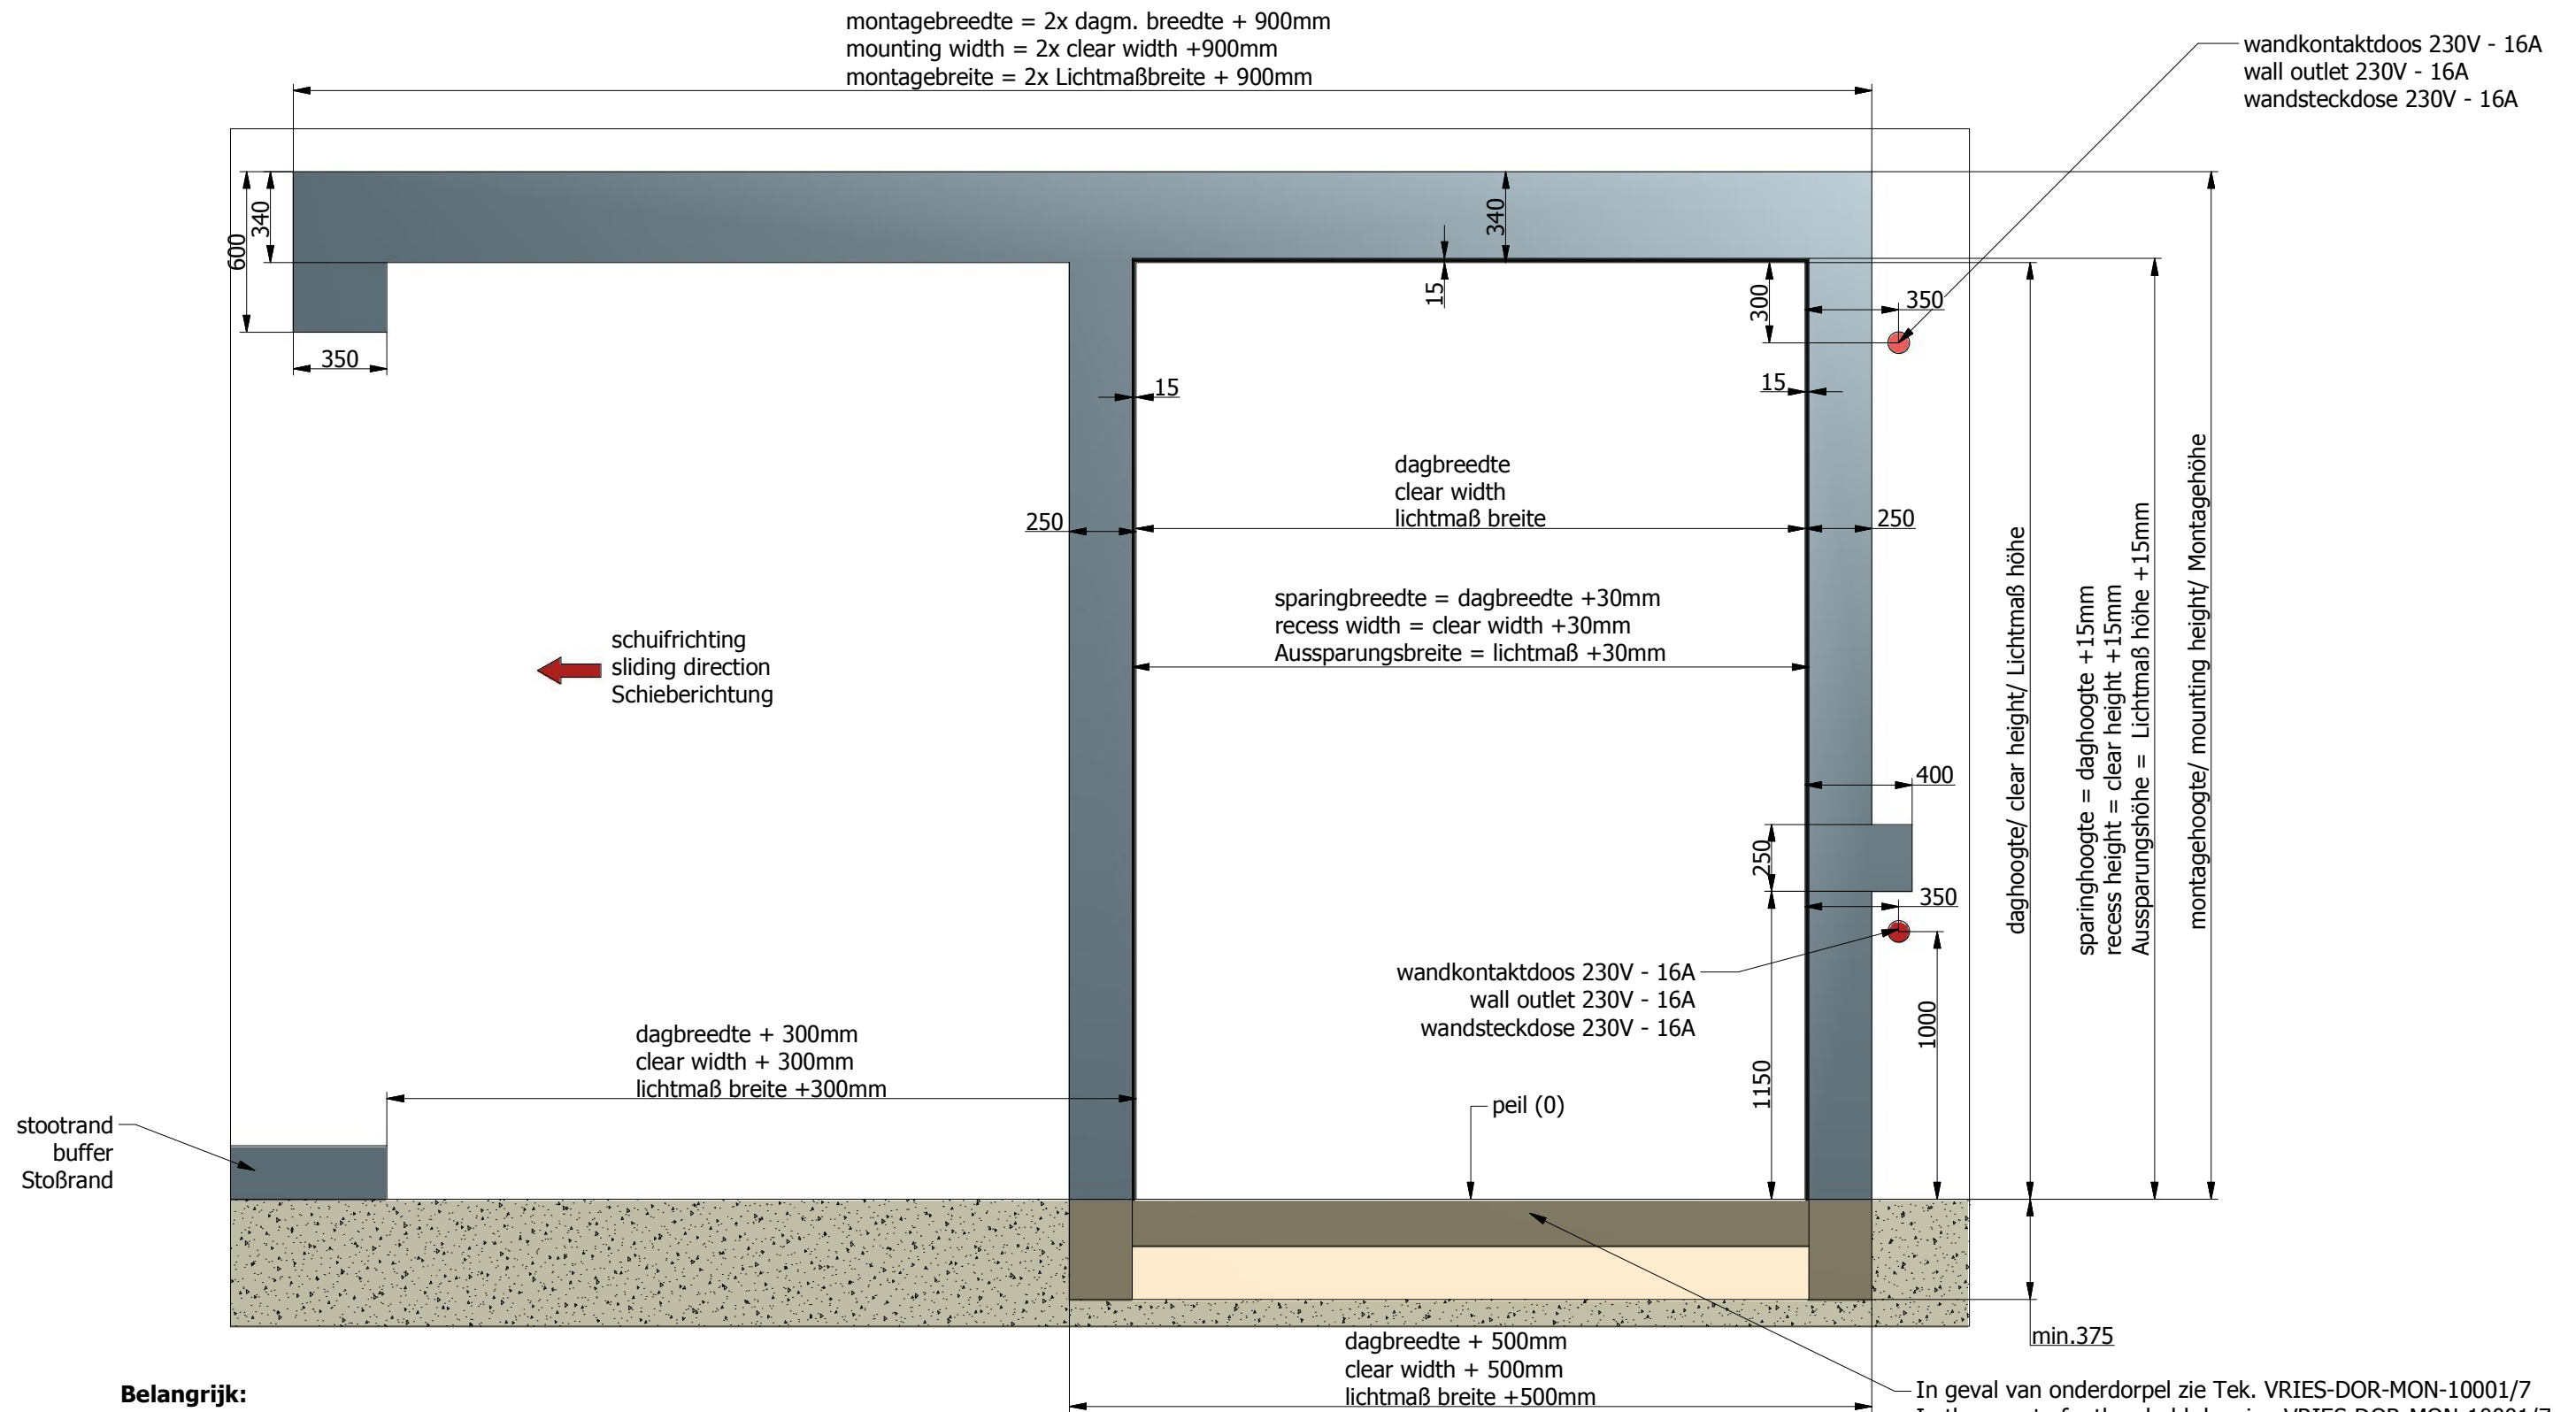 montagebreedte = 2x dagm. breedte + 900mm
mounting width = 2x clear width +900mm
montagebreite = 2x Lichtmaßbreite + 900mm
wandkontaktdoos 230V - 16A
wall outlet 230V - 16A
wandsteckdose 230V - 16A
600
340
350
340
15
300
350
15
15
dagbreedte
clear width
lichtmaß breite
250
250
sparingbreedte = dagbreedte +30mm
recess width = clear width +30mm
Aussparungsbreite = lichtmaß +30mm
schuifrichting
sliding direction
Schieberichtung
daghoogte/ clear height/ Lichtmaß höhe
sparinghoogte = daghoogte +15mm
recess height = clear height +15mm
Aussparungshöhe = Lichtmaß höhe +15mm
montagehoogte/ mounting height/ Montagehöhe
400
250
350
wandkontaktdoos 230V - 16A
wall outlet 230V - 16A
wandsteckdose 230V - 16A
1000
1150
dagbreedte + 300mm
clear width + 300mm
lichtmaß breite +300mm
peil (0)
stootrand
buffer
Stoßrand
min.375
dagbreedte + 500mm
clear width + 500mm
lichtmaß breite +500mm
Belangrijk:
In geval van onderdorpel zie Tek. VRIES-DOR-MON-10001/7